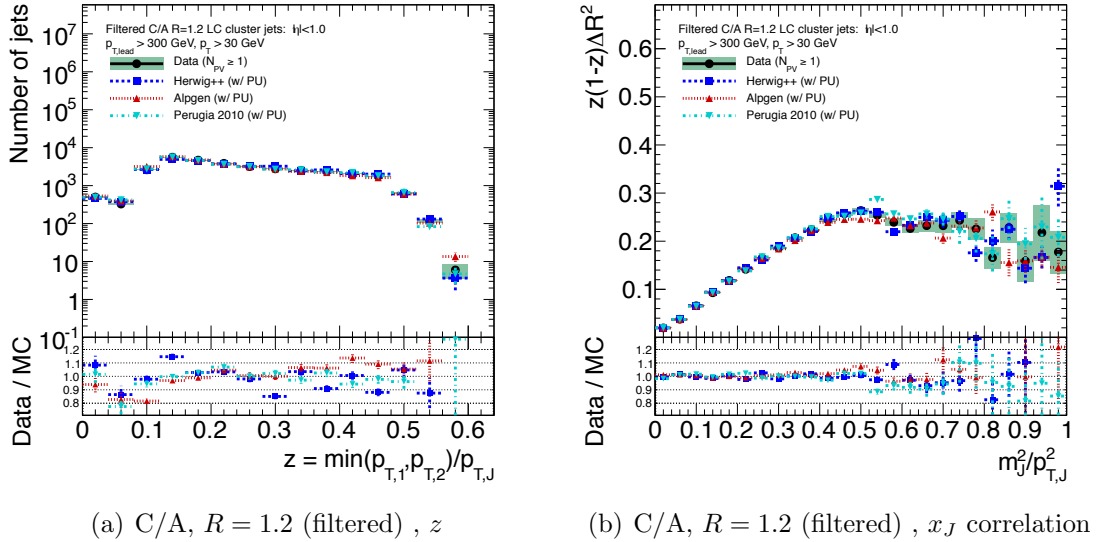 Number of jets
10^7
10^6
10^5
10^4
10^3
10^2
10
1
10^-1
Filtered C/A R=1.2 LC cluster jets: |η|<1.0
p_T,lead > 300 GeV, p_T > 30 GeV
Data (N_PV ≥ 1)
Herwig++ (w/ PU)
Alpgen (w/ PU)
Perugia 2010 (w/ PU)
Data / MC
1.2
1.1
1.0
0.9
0.8
0 0.1 0.2 0.3 0.4 0.5 0.6
z = min(p_T,1,p_T,2)/p_T,J
(a) C/A, R = 1.2 (filtered) , z
z(1-z)ΔR^2
0.6
0.5
0.4
0.3
0.2
0.1
Filtered C/A R=1.2 LC cluster jets: |η|<1.0
p_T,lead > 300 GeV, p_T > 30 GeV
Data (N_PV ≥ 1)
Herwig++ (w/ PU)
Alpgen (w/ PU)
Perugia 2010 (w/ PU)
Data / MC
1.2
1.1
1.0
0.9
0.8
0 0.1 0.2 0.3 0.4 0.5 0.6 0.7 0.8 0.9 1
m_J^2/p_T,J^2
(b) C/A, R = 1.2 (filtered) , x_J correlation